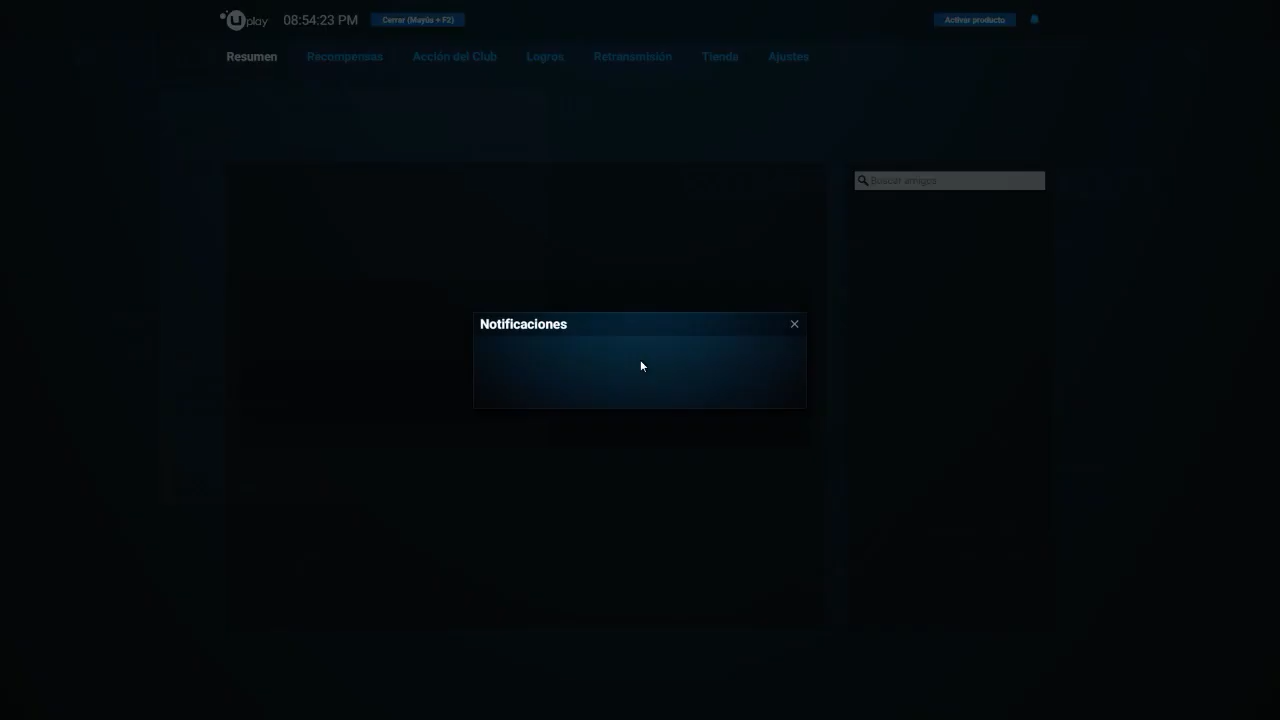 uplay 08:54:23 PM Cerrar (Mayús + F2) Activar producto
Resumen Recompensas Acción del Club Logros Retransmisión Tienda Ajustes
Buscar amigos
Notificaciones